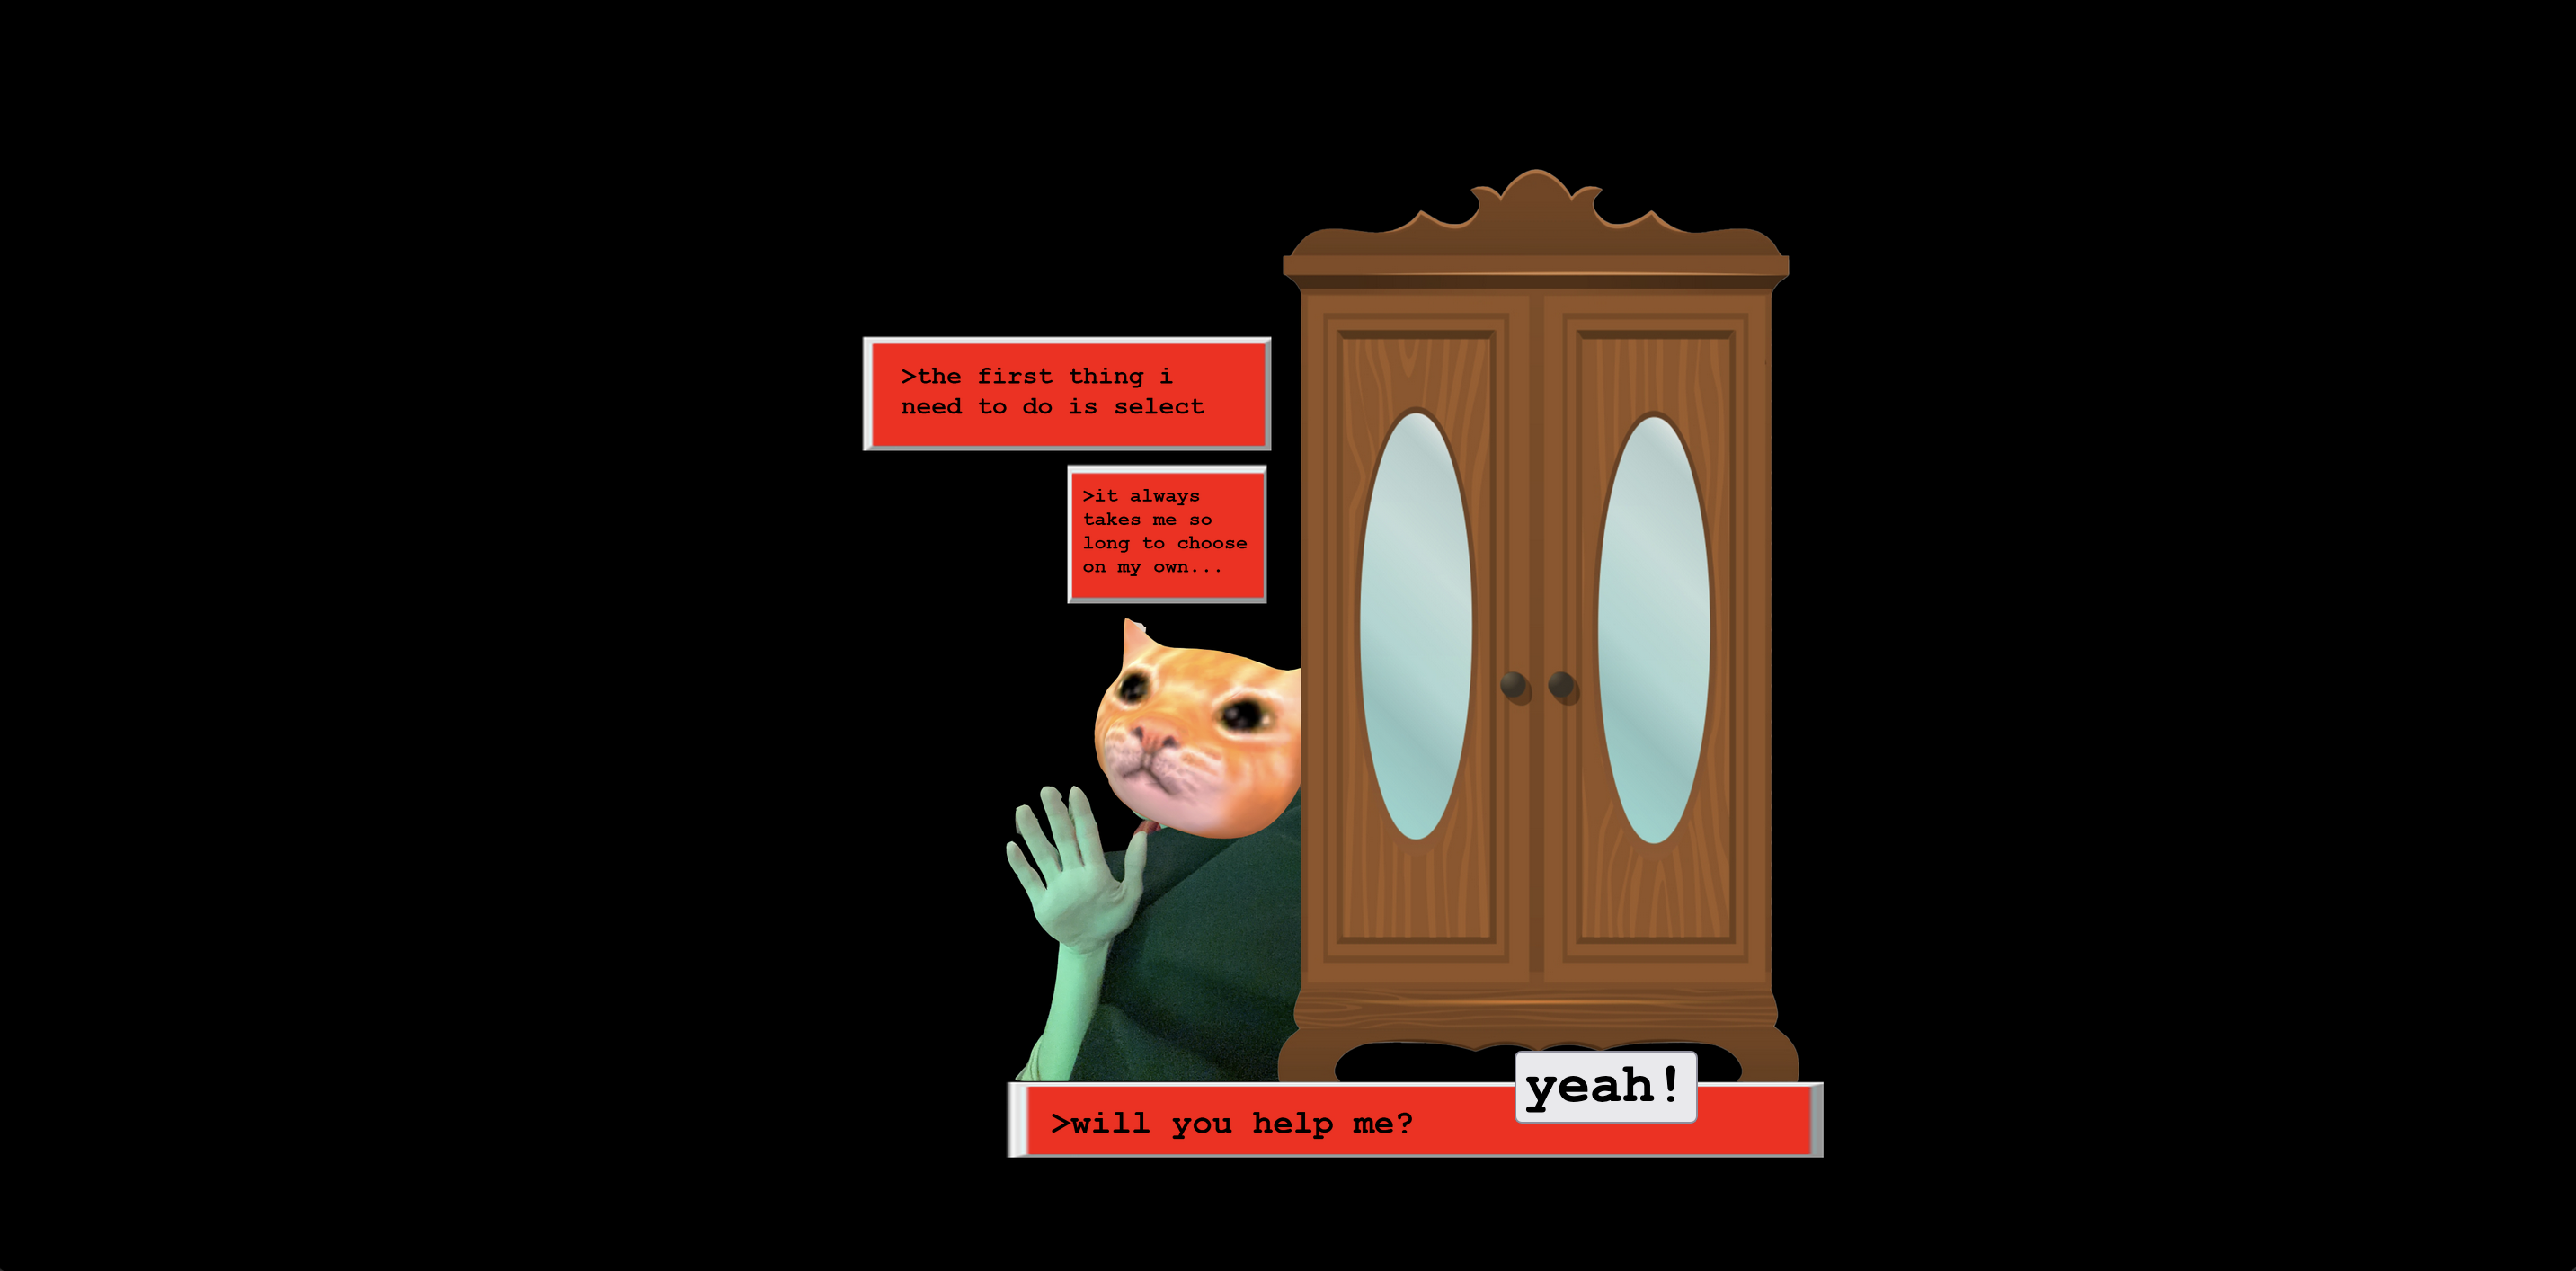 >the first thing i
need to do is select
>it always
takes me so
long to choose
on my own...
yeah!
>will you help me?